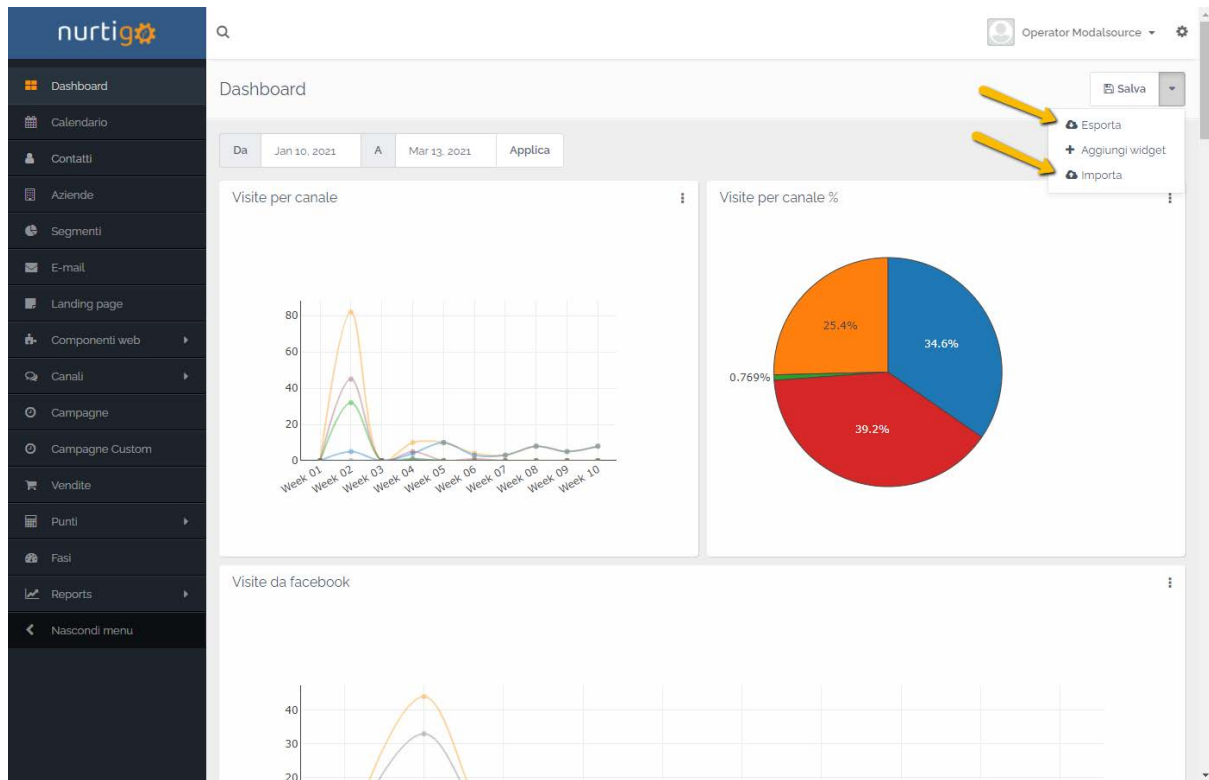 nurtigo
Operator Modalsource
Dashboard
Calendario
Contatti
Aziende
Segmenti
E-mail
Landing page
Componenti web
Canali
Campagne
Campagne Custom
Vendite
Punti
Fasi
Reports
Nascondi menu
Dashboard
Salva
Esporta
Aggiungi widget
Importa
Da Jan 10, 2021 A Mar 13, 2021 Applica
Visite per canale
80
60
40
20
0
Week 01 Week 02 Week 03 Week 04 Week 05 Week 06 Week 07 Week 08 Week 09 Week 10
Visite per canale %
25.4%
34.6%
0.769%
39.2%
Visite da facebook
40
30
20